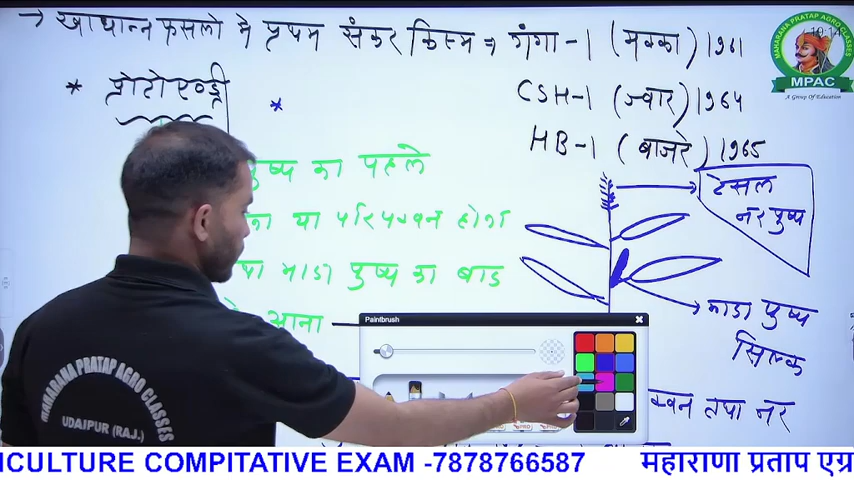 → खाद्यान्न फसलों में प्रथम संकर किस्म ⇒ गंगा-1 (मक्का) 1961
CSH-1 (ज्वार) 1964
HB-1 (बाजरे) 1965
* प्रोटोएण्ड्री *
पुष्प का पहले
या परिपक्वन होना
मादा पुष्प का बाद
आना
टेसल
नर पुष्प
मादा पुष्प
सिल्क
तथा नर
Paintbrush
MAHARANA PRATAP AGRO CLASSES
UDAIPUR (RAJ.)
MAHARANA PRATAP AGRO CLASSES
MPAC
A Group Of Education
ICULTURE COMPITATIVE EXAM -7878766587 महाराणा प्रताप एग्र